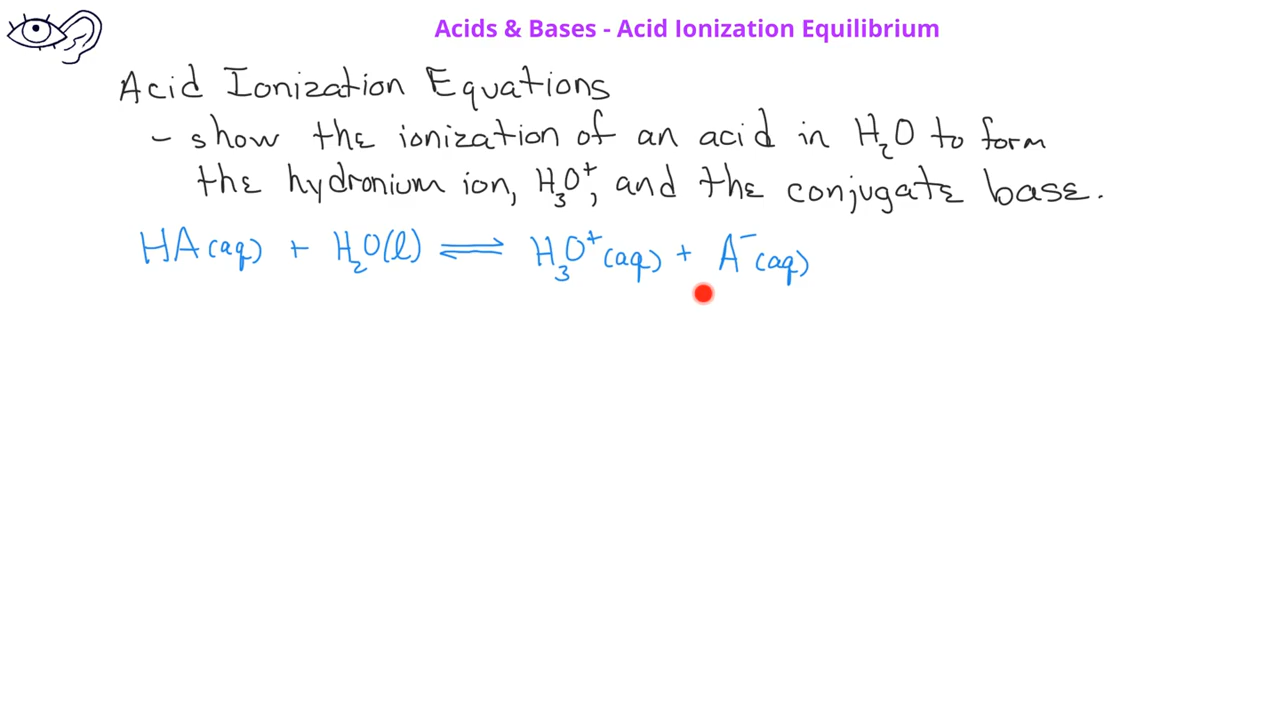 Acids & Bases - Acid Ionization Equilibrium
Acid Ionization Equations
- show the ionization of an acid in H₂O to form
the hydronium ion, H₃O⁺, and the conjugate base.
HA(aq) + H₂O(l) ⇌ H₃O⁺(aq) + A⁻(aq)